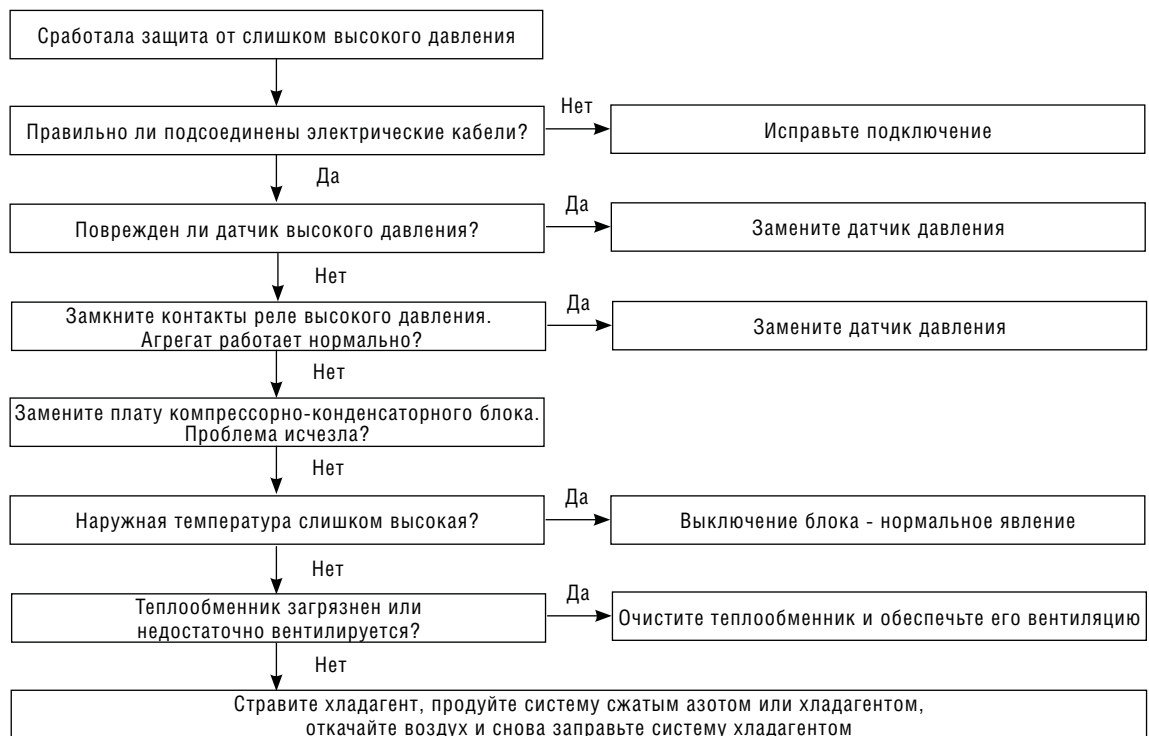 Сработала защита от слишком высокого давления
Правильно ли подсоединены электрические кабели?
Нет
Исправьте подключение
Да
Поврежден ли датчик высокого давления?
Да
Замените датчик давления
Нет
Замкните контакты реле высокого давления.
Агрегат работает нормально?
Да
Замените датчик давления
Нет
Замените плату компрессорно-конденсаторного блока.
Проблема исчезла?
Нет
Наружная температура слишком высокая?
Да
Выключение блока - нормальное явление
Нет
Теплообменник загрязнен или
недостаточно вентилируется?
Да
Очистите теплообменник и обеспечьте его вентиляцию
Нет
Стравите хладагент, продуйте систему сжатым азотом или хладагентом,
откачайте воздух и снова заправьте систему хладагентом